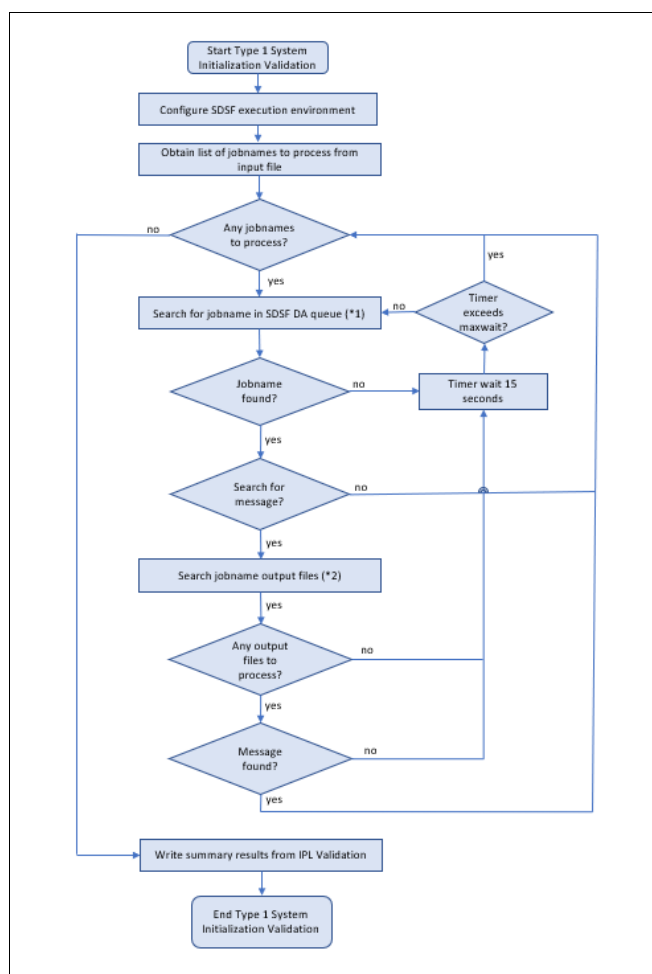 Start Type 1 System
Initialization Validation
Configure SDSF execution environment
Obtain list of jobnames to process from
input file
Any jobnames
to process?
no
yes
yes
Search for jobname in SDSF DA queue (*1)
no
Timer
exceeds
maxwait?
Jobname
found?
no
Timer wait 15
seconds
yes
Search for
message?
no
yes
Search jobname output files (*2)
yes
Any output
files to
process?
no
yes
Message
found?
no
yes
Write summary results from IPL Validation
End Type 1 System
Initialization Validation